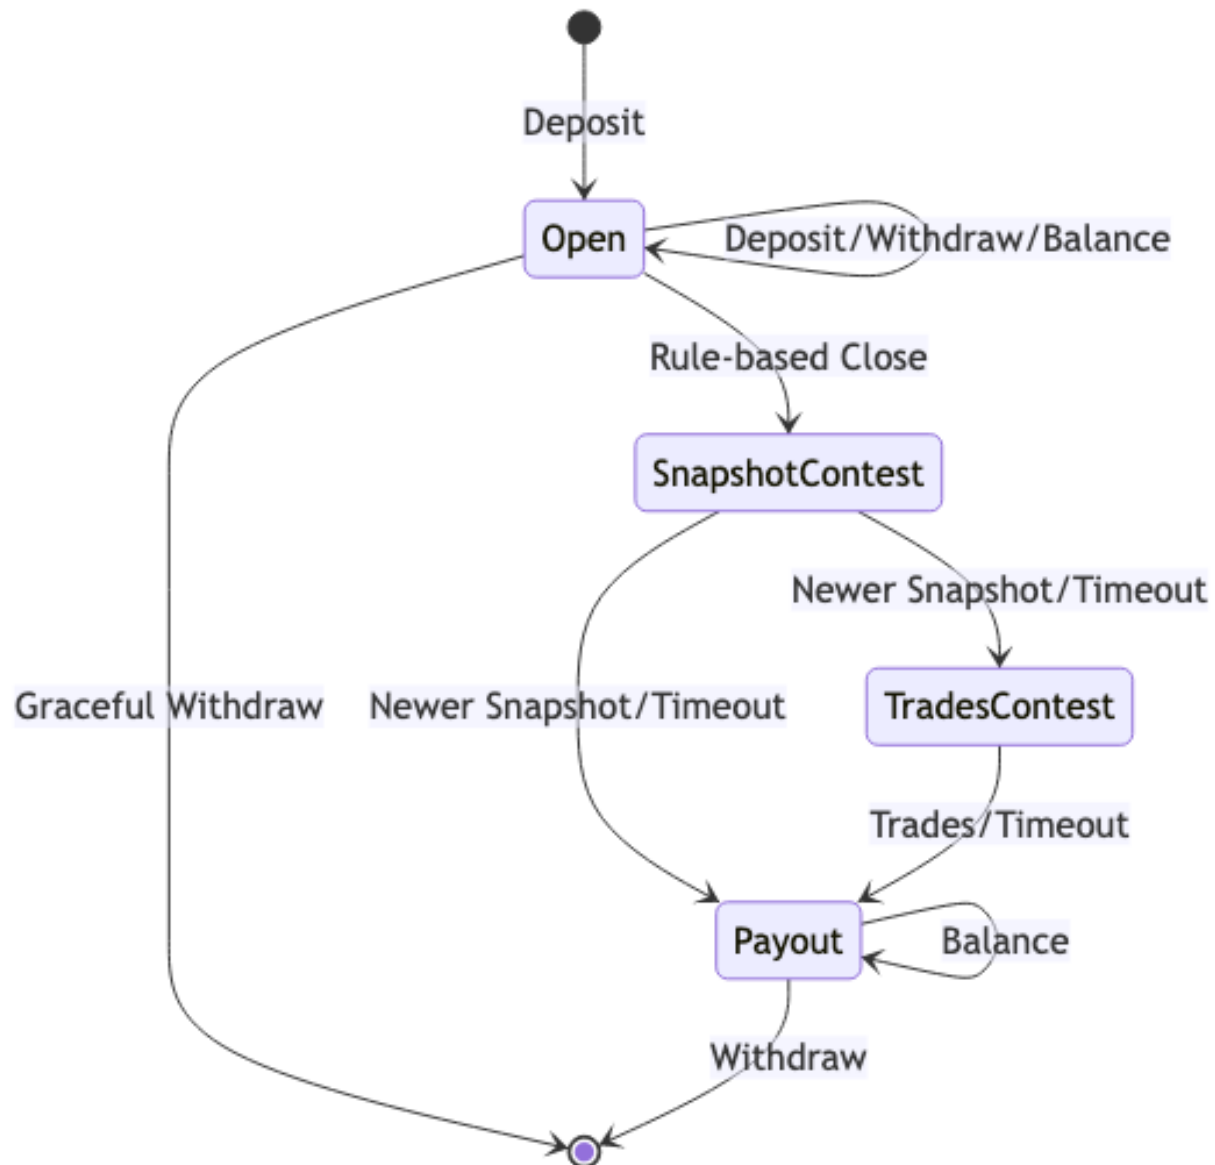 Deposit
Open
Deposit/Withdraw/Balance
Rule-based Close
SnapshotContest
Newer Snapshot/Timeout
Graceful Withdraw
Newer Snapshot/Timeout
TradesContest
Trades/Timeout
Payout
Balance
Withdraw